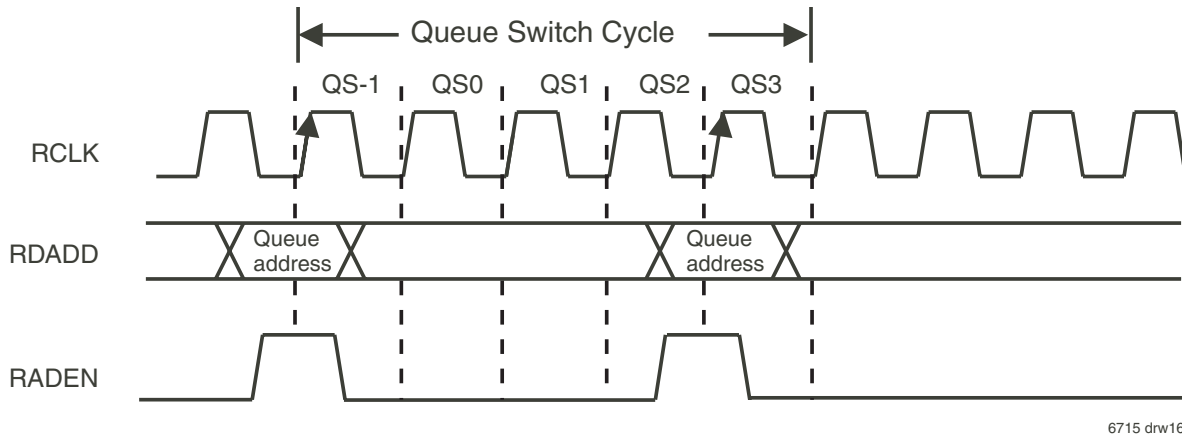 Queue Switch Cycle
QS-1 QS0 QS1 QS2 QS3
RCLK
RDADD
Queue
address
Queue
address
RADEN
6715 drw16